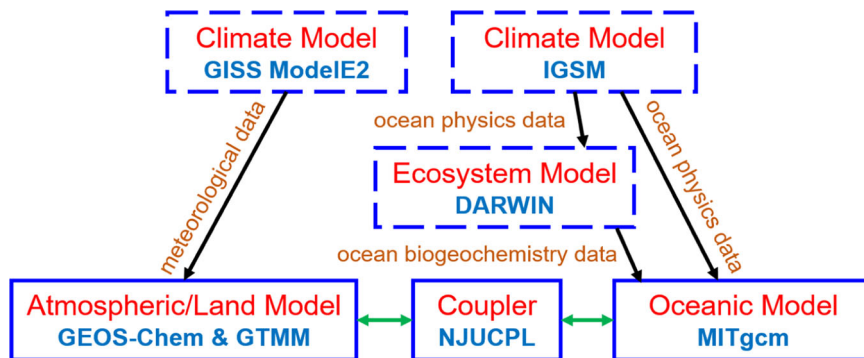 Climate Model
GISS ModelE2
Climate Model
IGSM
ocean physics data
meteorological data
ocean physics data
Ecosystem Model
DARWIN
ocean biogeochemistry data
Atmospheric/Land Model
GEOS-Chem & GTMM
Coupler
NJUCPL
Oceanic Model
MITgcm